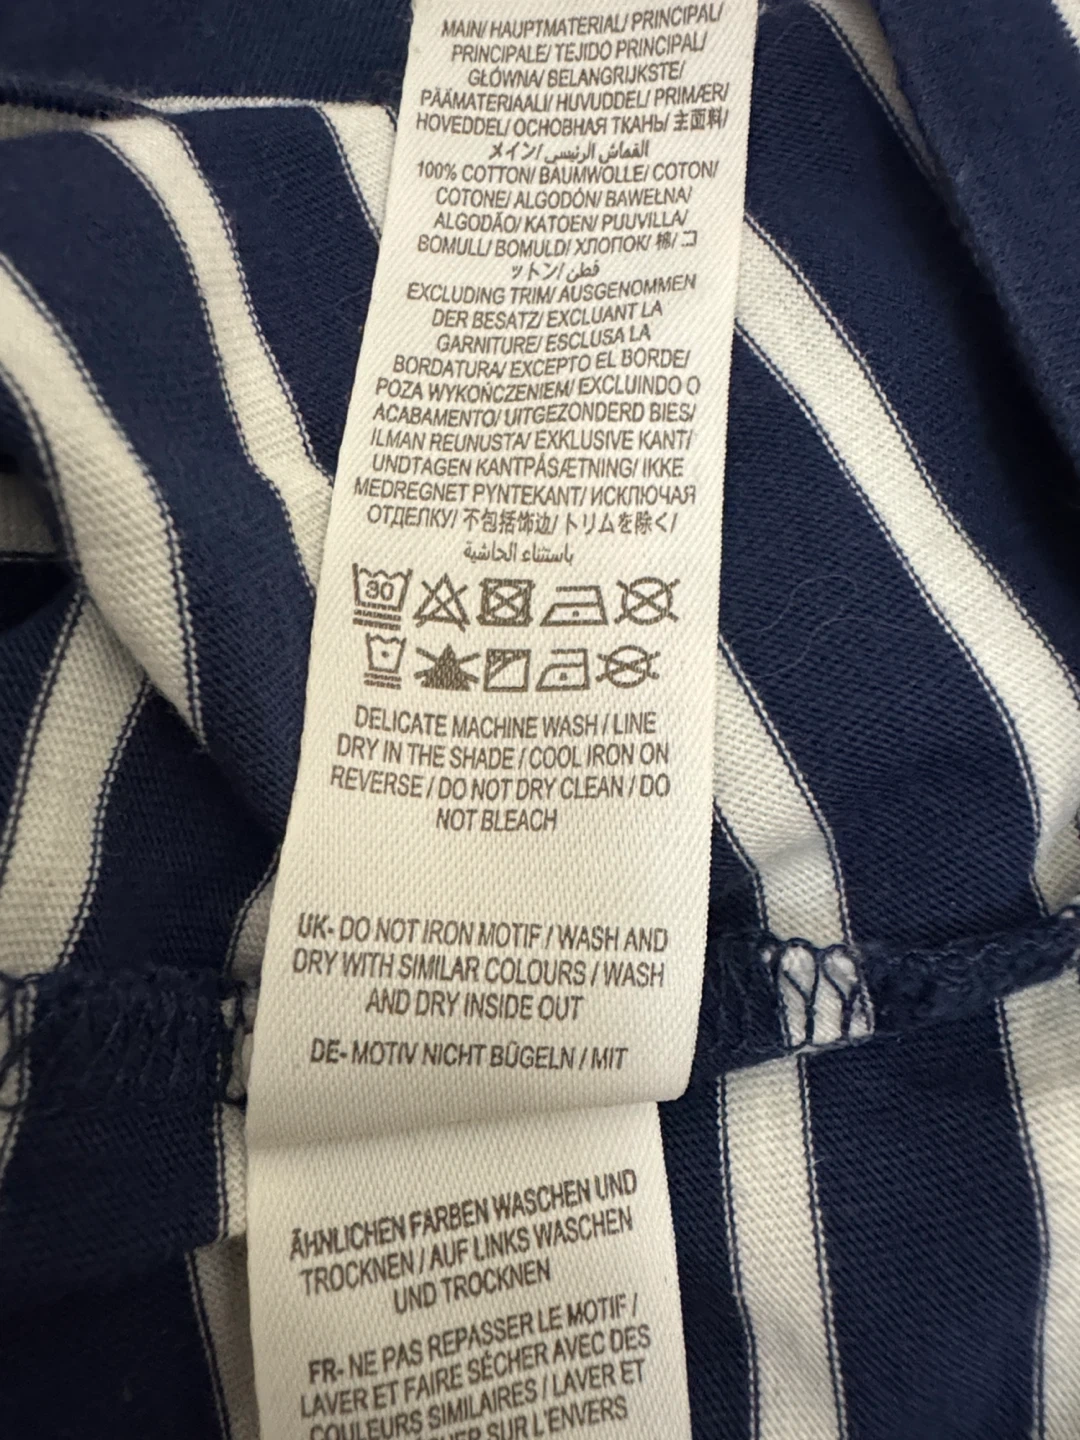 MAIN/ HAUPTMATERIAL/ PRINCIPAL/
PRINCIPALE/ TEJIDO PRINCIPAL/
GŁÓWNA/ BELANGRIJKSTE/
PÄÄMATERIAALI/ HUVUDDEL/ PRIMÆR/
HOVEDDEL/ ОСНОВНАЯ ТКАНЬ/ 主面料/
メイン/ القماش الرئيسي
100% COTTON/ BAUMWOLLE/ COTON/
COTONE/ ALGODÓN/ BAWEŁNA/
ALGODÃO/ KATOEN/ PUUVILLA/
BOMULL/ BOMULD/ ХЛОПОК/ 棉/ コ
ットン/ قطن
EXCLUDING TRIM/ AUSGENOMMEN
DER BESATZ/ EXCLUANT LA
GARNITURE/ ESCLUSA LA
BORDATURA/ EXCEPTO EL BORDE/
POZA WYKOŃCZENIEM/ EXCLUINDO O
ACABAMENTO/ UITGEZONDERD BIES/
ILMAN REUNUSTA/ EXKLUSIVE KANT/
UNDTAGEN KANTPÅSÆTNING/ IKKE
MEDREGNET PYNTEKANT/ ИСКЛЮЧАЯ
ОТДЕЛКУ/ 不包括饰边/ トリムを除く/
باستثناء الحاشية
30
DELICATE MACHINE WASH / LINE
DRY IN THE SHADE / COOL IRON ON
REVERSE / DO NOT DRY CLEAN / DO
NOT BLEACH
UK- DO NOT IRON MOTIF / WASH AND
DRY WITH SIMILAR COLOURS / WASH
AND DRY INSIDE OUT
DE- MOTIV NICHT BÜGELN / MIT
ÄHNLICHEN FARBEN WASCHEN UND
TROCKNEN / AUF LINKS WASCHEN
UND TROCKNEN
FR- NE PAS REPASSER LE MOTIF /
LAVER ET FAIRE SÉCHER AVEC DES
COULEURS SIMILAIRES / LAVER ET
SUR L'ENVERS